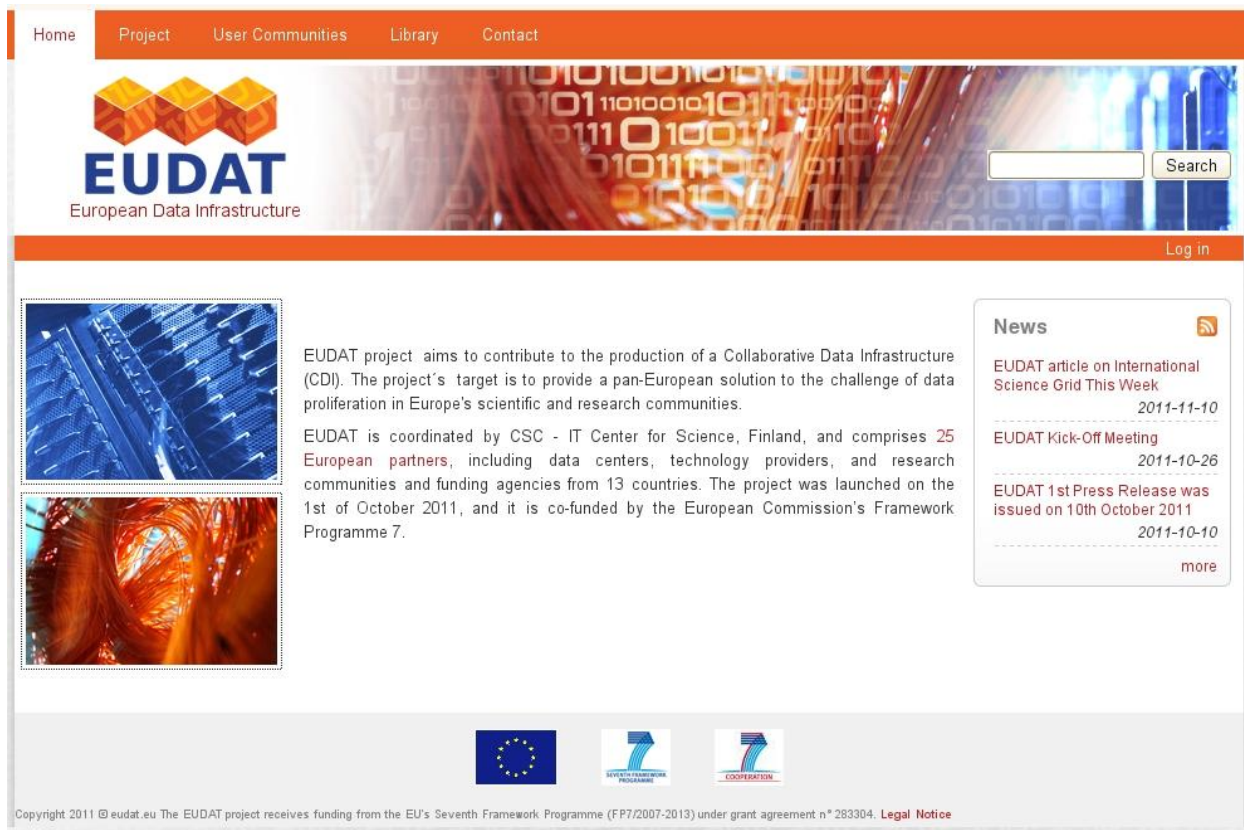 Home Project User Communities Library Contact
EUDAT
European Data Infrastructure
Search
Log in
EUDAT project aims to contribute to the production of a Collaborative Data Infrastructure
(CDI). The project´s target is to provide a pan-European solution to the challenge of data
proliferation in Europe's scientific and research communities.
EUDAT is coordinated by CSC - IT Center for Science, Finland, and comprises 25
European partners, including data centers, technology providers, and research
communities and funding agencies from 13 countries. The project was launched on the
1st of October 2011, and it is co-funded by the European Commission's Framework
Programme 7.
News
EUDAT article on International
Science Grid This Week
2011-11-10
EUDAT Kick-Off Meeting
2011-10-26
EUDAT 1st Press Release was
issued on 10th October 2011
2011-10-10
more
SEVENTH FRAMEWORK
PROGRAMME
COOPERATION
Copyright 2011 © eudat.eu The EUDAT project receives funding from the EU's Seventh Framework Programme (FP7/2007-2013) under grant agreement n° 283304. Legal Notice